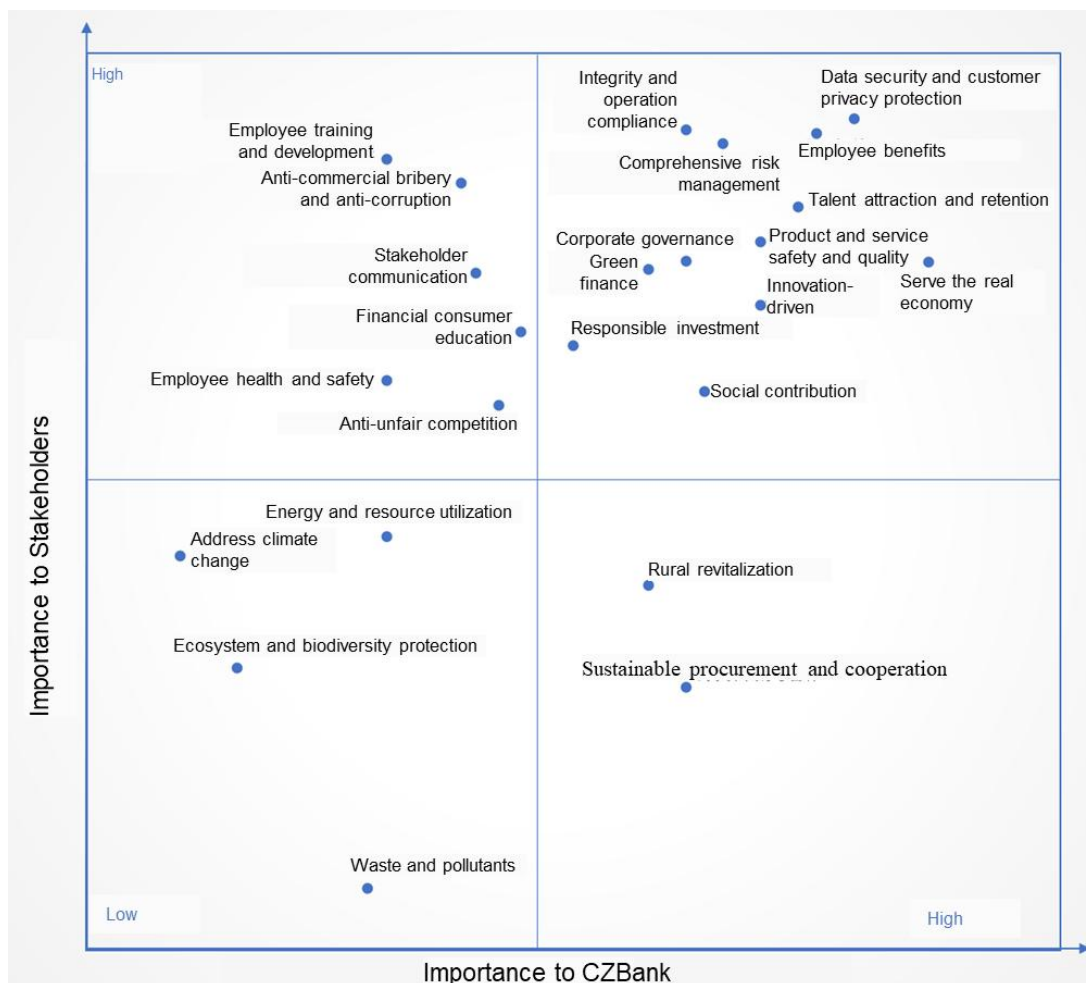 High
Integrity and
operation
compliance
Data security and customer
privacy protection
Employee training
and development
Employee benefits
Comprehensive risk
management
Anti-commercial bribery
and anti-corruption
Talent attraction and retention
Corporate governance
Product and service
safety and quality
Stakeholder
communication
Green
finance
Serve the real
economy
Innovation-
driven
Financial consumer
education
Responsible investment
Employee health and safety
Social contribution
Anti-unfair competition
Importance to Stakeholders
Energy and resource utilization
Address climate
change
Rural revitalization
Ecosystem and biodiversity protection
Sustainable procurement and cooperation
Waste and pollutants
Low
High
Importance to CZBank